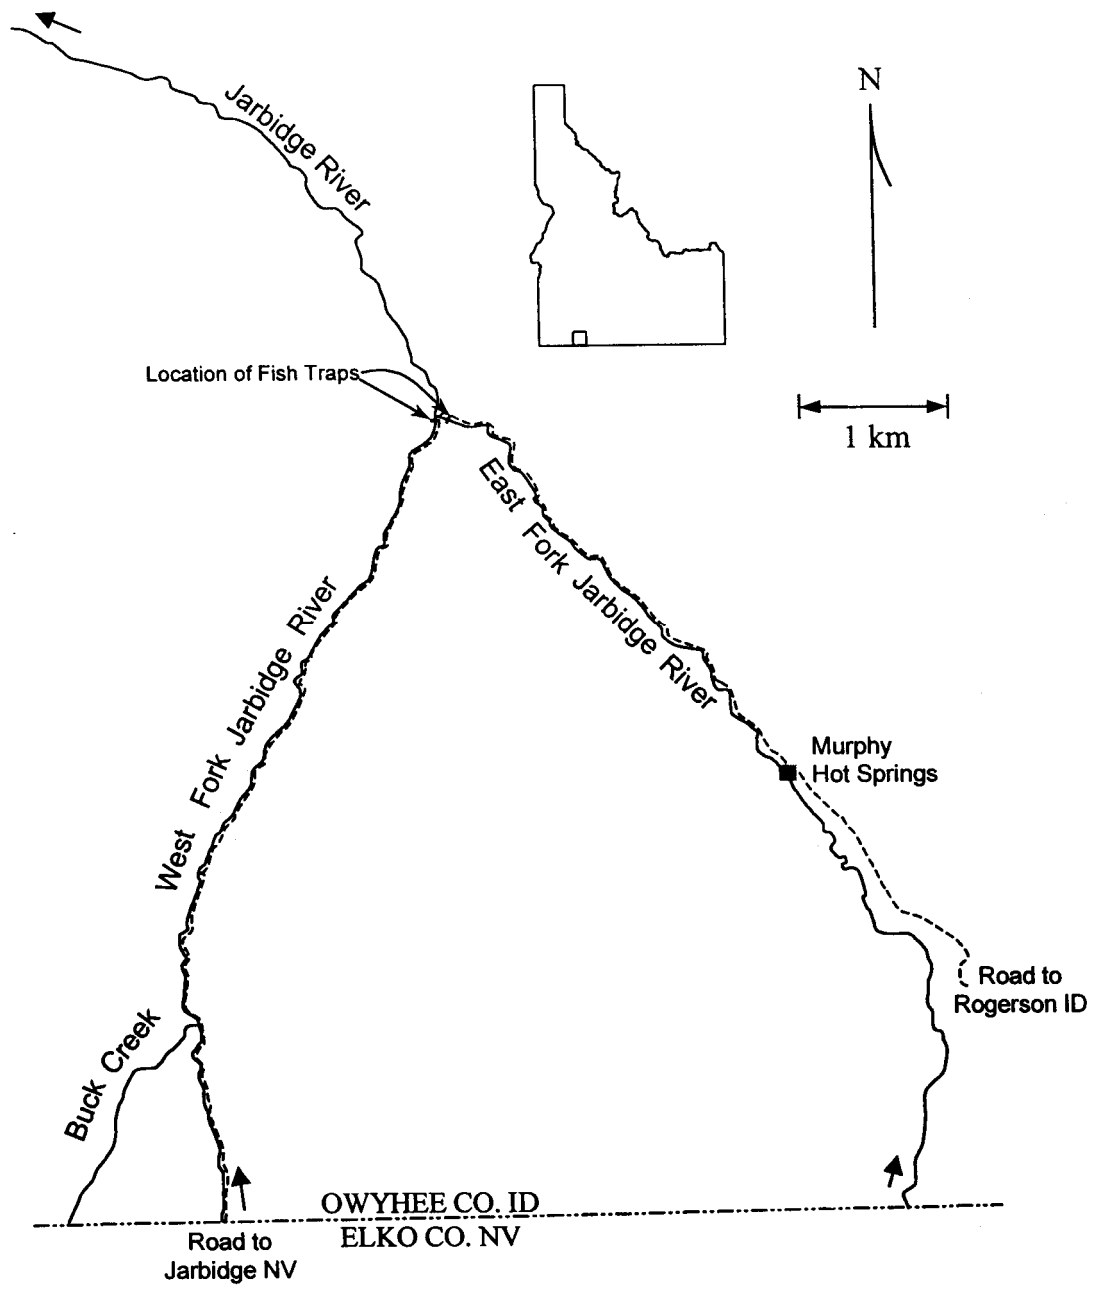 N
Jarbidge River
Location of Fish Traps
1 km
East Fork Jarbidge River
West Fork Jarbidge River
Murphy
Hot Springs
Road to
Rogerson ID
Buck Creek
OWYHEE CO. ID
ELKO CO. NV
Road to
Jarbidge NV